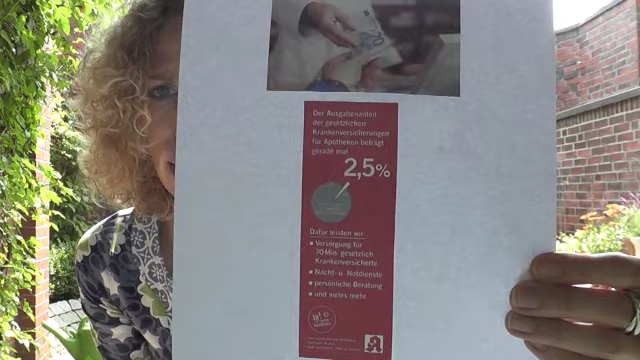 Der Ausgabenanteil
der gesetzlichen
Krankenversicherungen
für Apotheken beträgt
gerade mal
2,5%
Dafür leisten wir:
▪ Versorgung für
70 Mio. gesetzlich
Krankenversicherte
▪ Nacht- u. Notdienste
▪ persönliche Beratung
▪ und vieles mehr